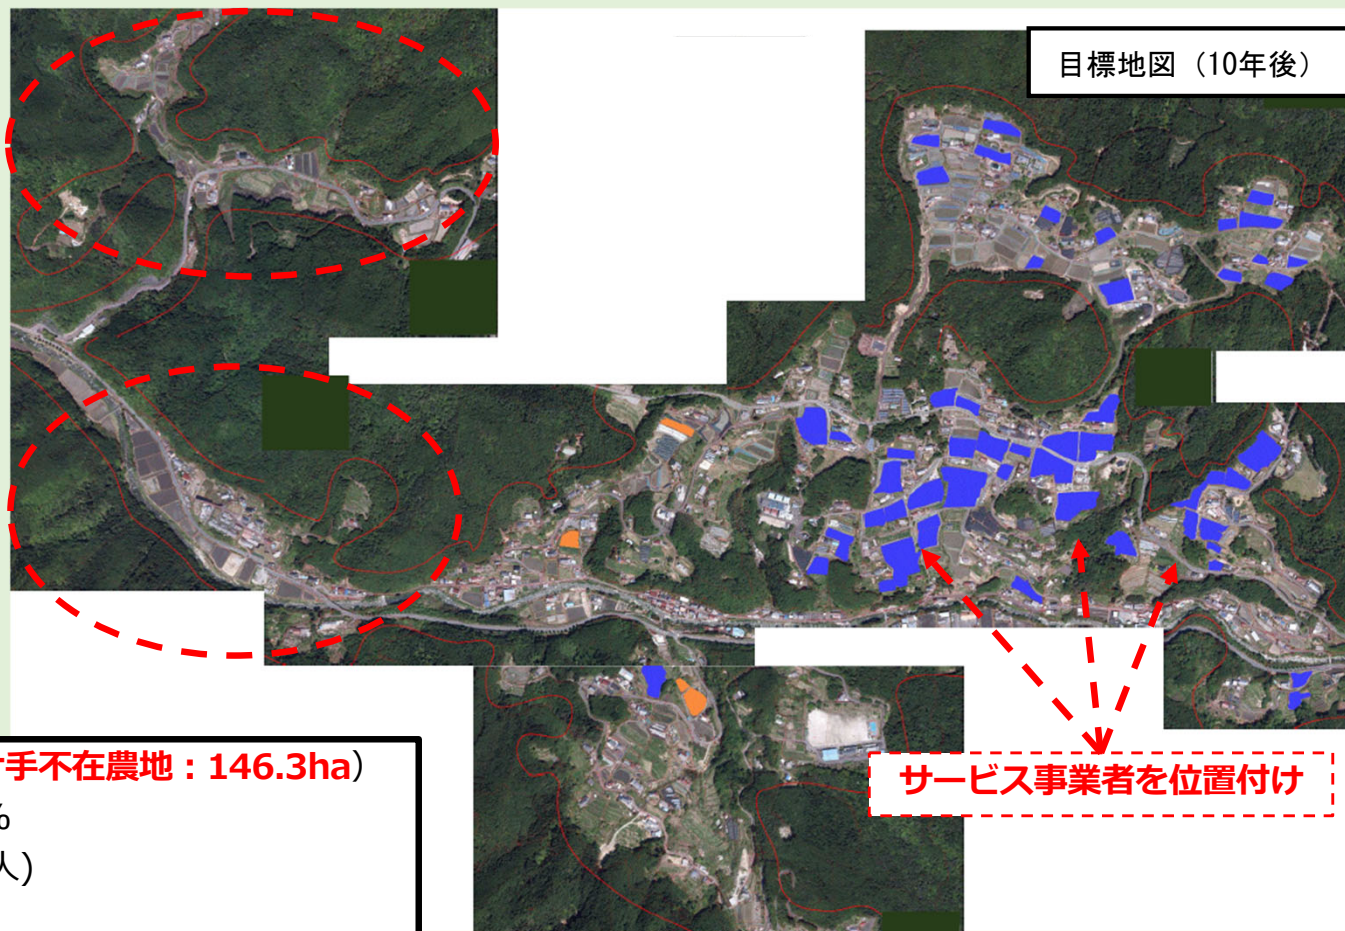 目標地図（10年後）
サービス事業者を位置付け
手不在農地：146.3ha）
%
人)